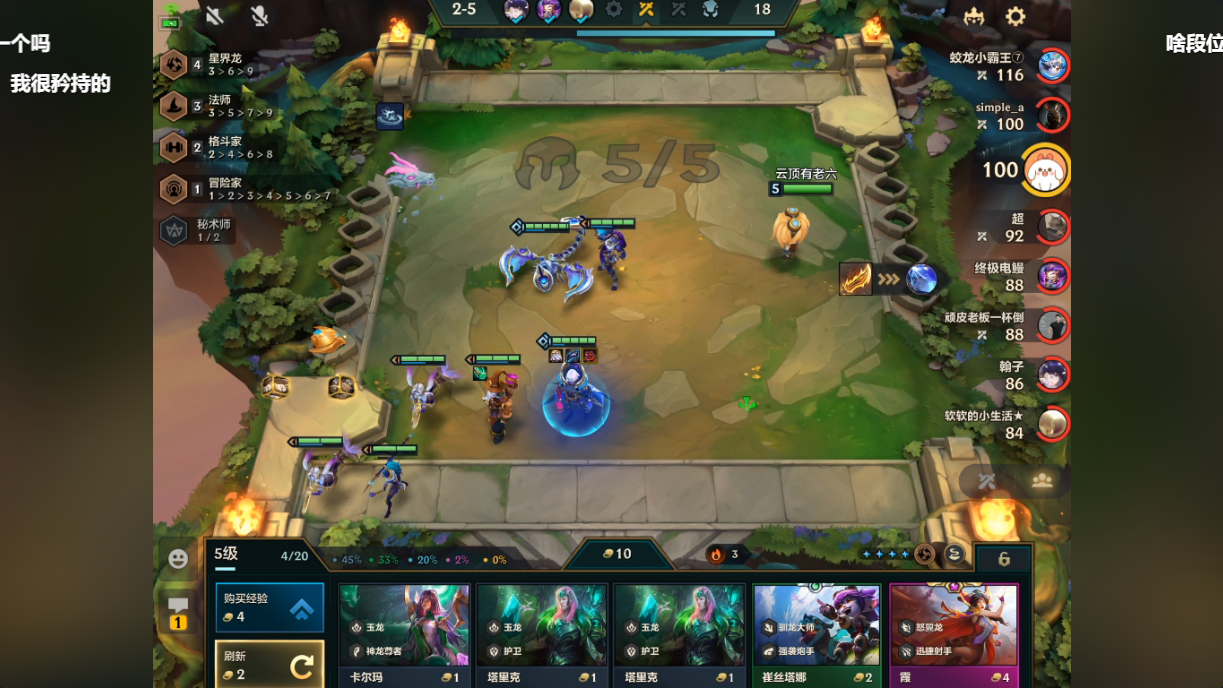 2-5
18
一个吗
我很矜持的
啥段位
4 星界龙
3 > 6 > 9
3 法师
3 > 5 > 7 > 9
2 格斗家
2 > 4 > 6 > 8
1 冒险家
1 > 2 > 3 > 4 > 5 > 6 > 7
秘术师
1 / 2
5/5
云顶有老六
5
蛟龙小霸王⑦
116
simple_a
100
100
超
92
终极电鳗
88
顽皮老板一杯倒
88
翰子
86
软软的小生活★
84
5级
4/20
45% 33% 20% 2% 0%
10
3
6
购买经验
4
刷新
2
1
玉龙
神龙尊者
卡尔玛 1
玉龙
护卫
塔里克 1
玉龙
护卫
塔里克 1
驯龙大师
强袭炮手
崔丝塔娜 2
怒翼龙
迅捷射手
霞 4